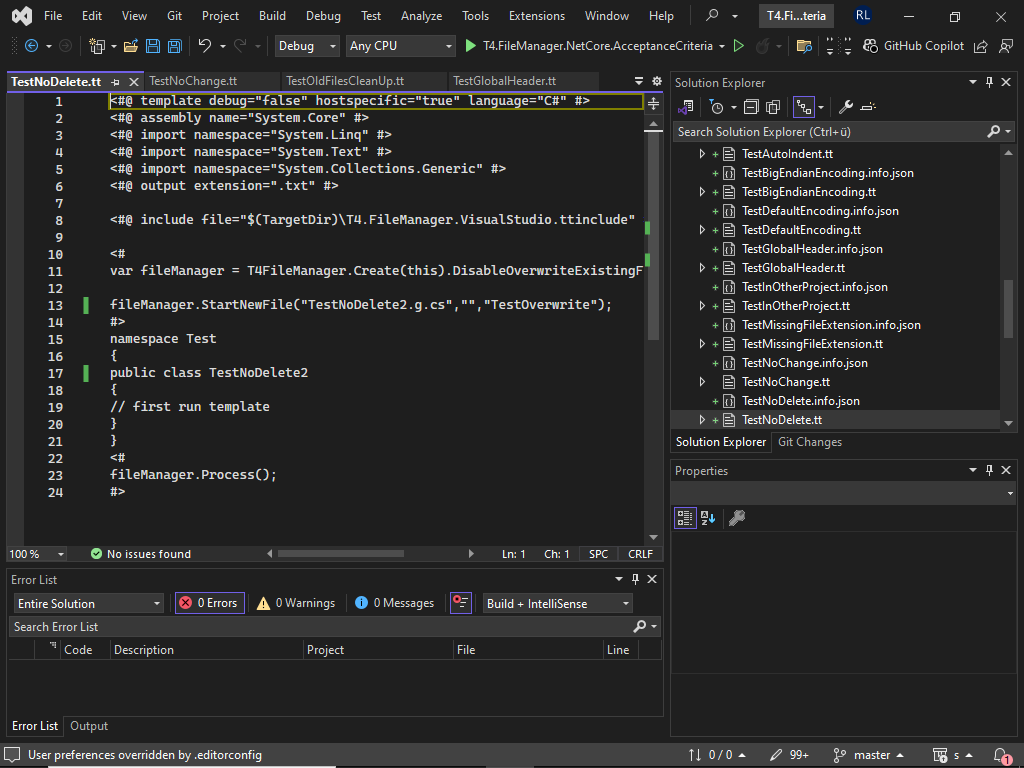 File Edit View Git Project Build Debug Test Analyze Tools Extensions Window Help T4.Fi...teria RL
Debug Any CPU T4.FileManager.NetCore.AcceptanceCriteria GitHub Copilot
TestNoDelete.tt TestNoChange.tt TestOldFilesCleanUp.tt TestGlobalHeader.tt
1 <#@ template debug="false" hostspecific="true" language="C#" #>
2 <#@ assembly name="System.Core" #>
3 <#@ import namespace="System.Linq" #>
4 <#@ import namespace="System.Text" #>
5 <#@ import namespace="System.Collections.Generic" #>
6 <#@ output extension=".txt" #>
7
8 <#@ include file="$(TargetDir)\T4.FileManager.VisualStudio.ttinclude"
9
10 <#
11 var fileManager = T4FileManager.Create(this).DisableOverwriteExistingF
12
13 fileManager.StartNewFile("TestNoDelete2.g.cs","","TestOverwrite");
14 #>
15 namespace Test
16 {
17 public class TestNoDelete2
18 {
19 // first run template
20 }
21 }
22 <#
23 fileManager.Process();
24 #>
100 % No issues found Ln: 1 Ch: 1 SPC CRLF
Solution Explorer
Search Solution Explorer (Ctrl+ü)
TestAutoIndent.tt
TestBigEndianEncoding.info.json
TestBigEndianEncoding.tt
TestDefaultEncoding.info.json
TestDefaultEncoding.tt
TestGlobalHeader.info.json
TestGlobalHeader.tt
TestInOtherProject.info.json
TestInOtherProject.tt
TestMissingFileExtension.info.json
TestMissingFileExtension.tt
TestNoChange.info.json
TestNoChange.tt
TestNoDelete.info.json
TestNoDelete.tt
Solution Explorer Git Changes
Properties
Error List
Entire Solution 0 Errors 0 Warnings 0 Messages Build + IntelliSense
Search Error List
Code Description Project File Line
Error List Output
User preferences overridden by .editorconfig 0 / 0 99+ master s 1